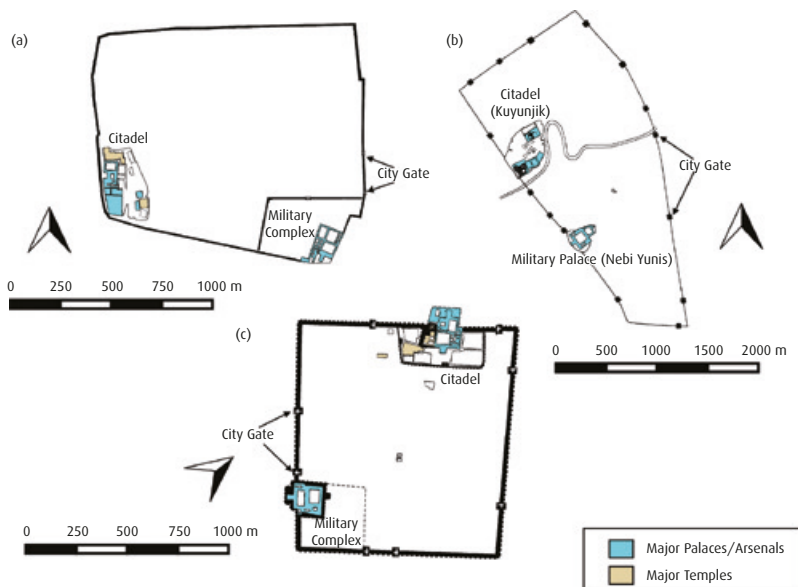 (a)
Citadel
City Gate
Military
Complex
0 250 500 750 1000 m
(b)
Citadel
(Kuyunjik)
City Gate
Military Palace (Nebi Yunis)
0 500 1000 1500 2000 m
(c)
Citadel
City Gate
Military
Complex
0 250 500 750 1000 m
Major Palaces/Arsenals
Major Temples